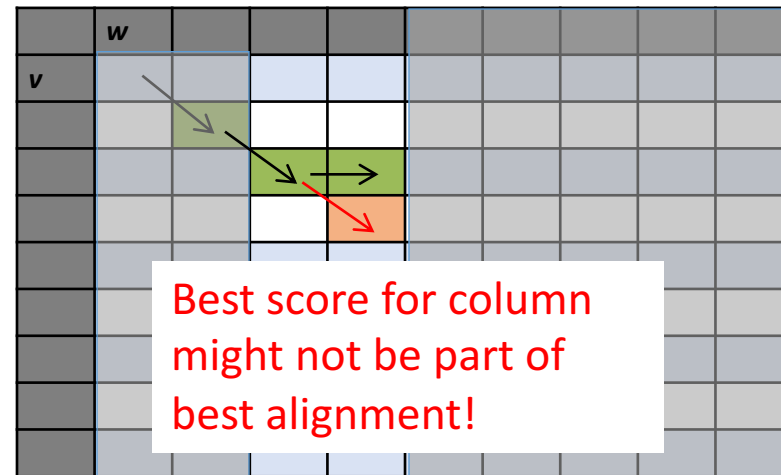 w
v
Best score for column
might not be part of
best alignment!